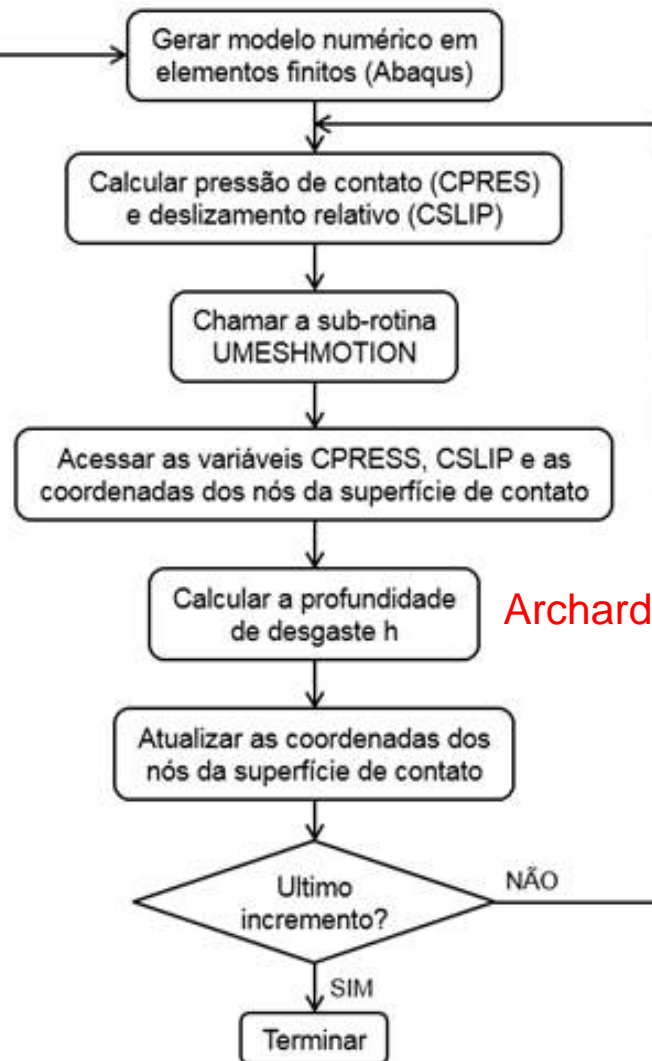 Gerar modelo numérico em
elementos finitos (Abaqus)
Calcular pressão de contato (CPRES)
e deslizamento relativo (CSLIP)
Chamar a sub-rotina
UMESHMOTION
Acessar as variáveis CPRESS, CSLIP e as
coordenadas dos nós da superfície de contato
Calcular a profundidade
de desgaste h
Archard
Atualizar as coordenadas dos
nós da superfície de contato
Ultimo
incremento?
NÃO
SIM
Terminar